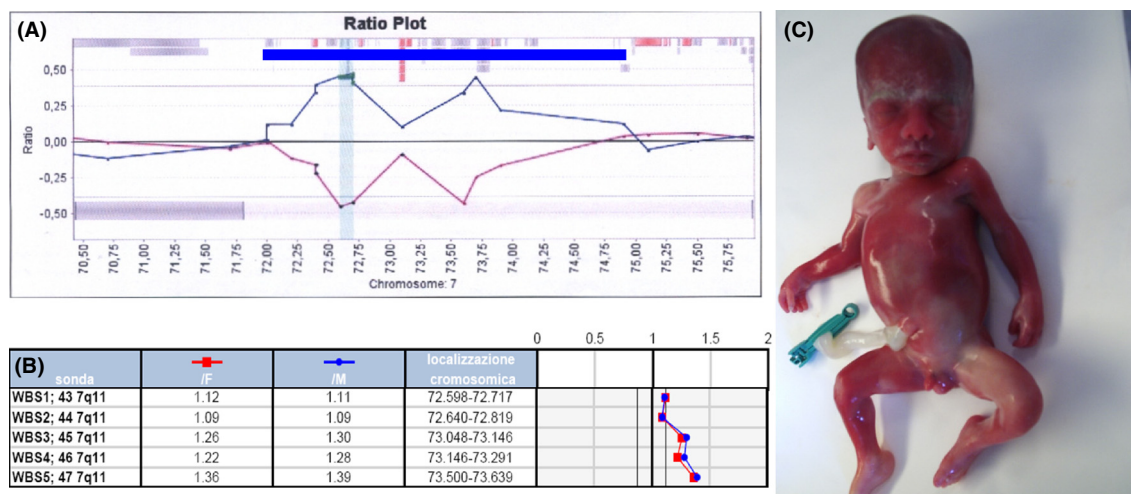 (A)
Ratio Plot
0,50
0,25
0,00
-0,25
-0,50
Ratio
70,50 70,75 71,00 71,25 71,50 71,75 72,00 72,25 72,50 72,75 73,00 73,25 73,50 73,75 74,00 74,25 74,50 74,75 75,00 75,25 75,50 75,75
Chromosome: 7
(B)
0 0.5 1 1.5 2
sonda /F /M localizzazione
cromosomica
WBS1; 43 7q11 1.12 1.11 72.598-72.717
WBS2; 44 7q11 1.09 1.09 72.640-72.819
WBS3; 45 7q11 1.26 1.30 73.048-73.146
WBS4; 46 7q11 1.22 1.28 73.146-73.291
WBS5; 47 7q11 1.36 1.39 73.500-73.639
(C)